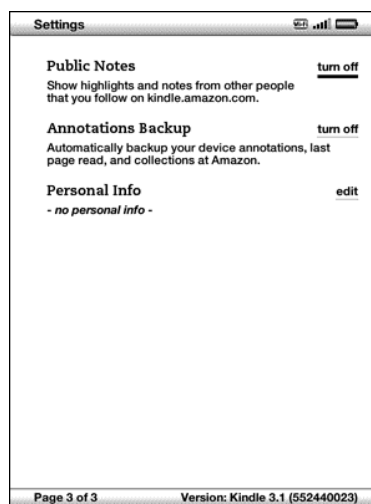 Settings
Public Notes turn off
Show highlights and notes from other people
that you follow on kindle.amazon.com.
Annotations Backup turn off
Automatically backup your device annotations, last
page read, and collections at Amazon.
Personal Info edit
- no personal info -
Page 3 of 3 Version: Kindle 3.1 (552440023)